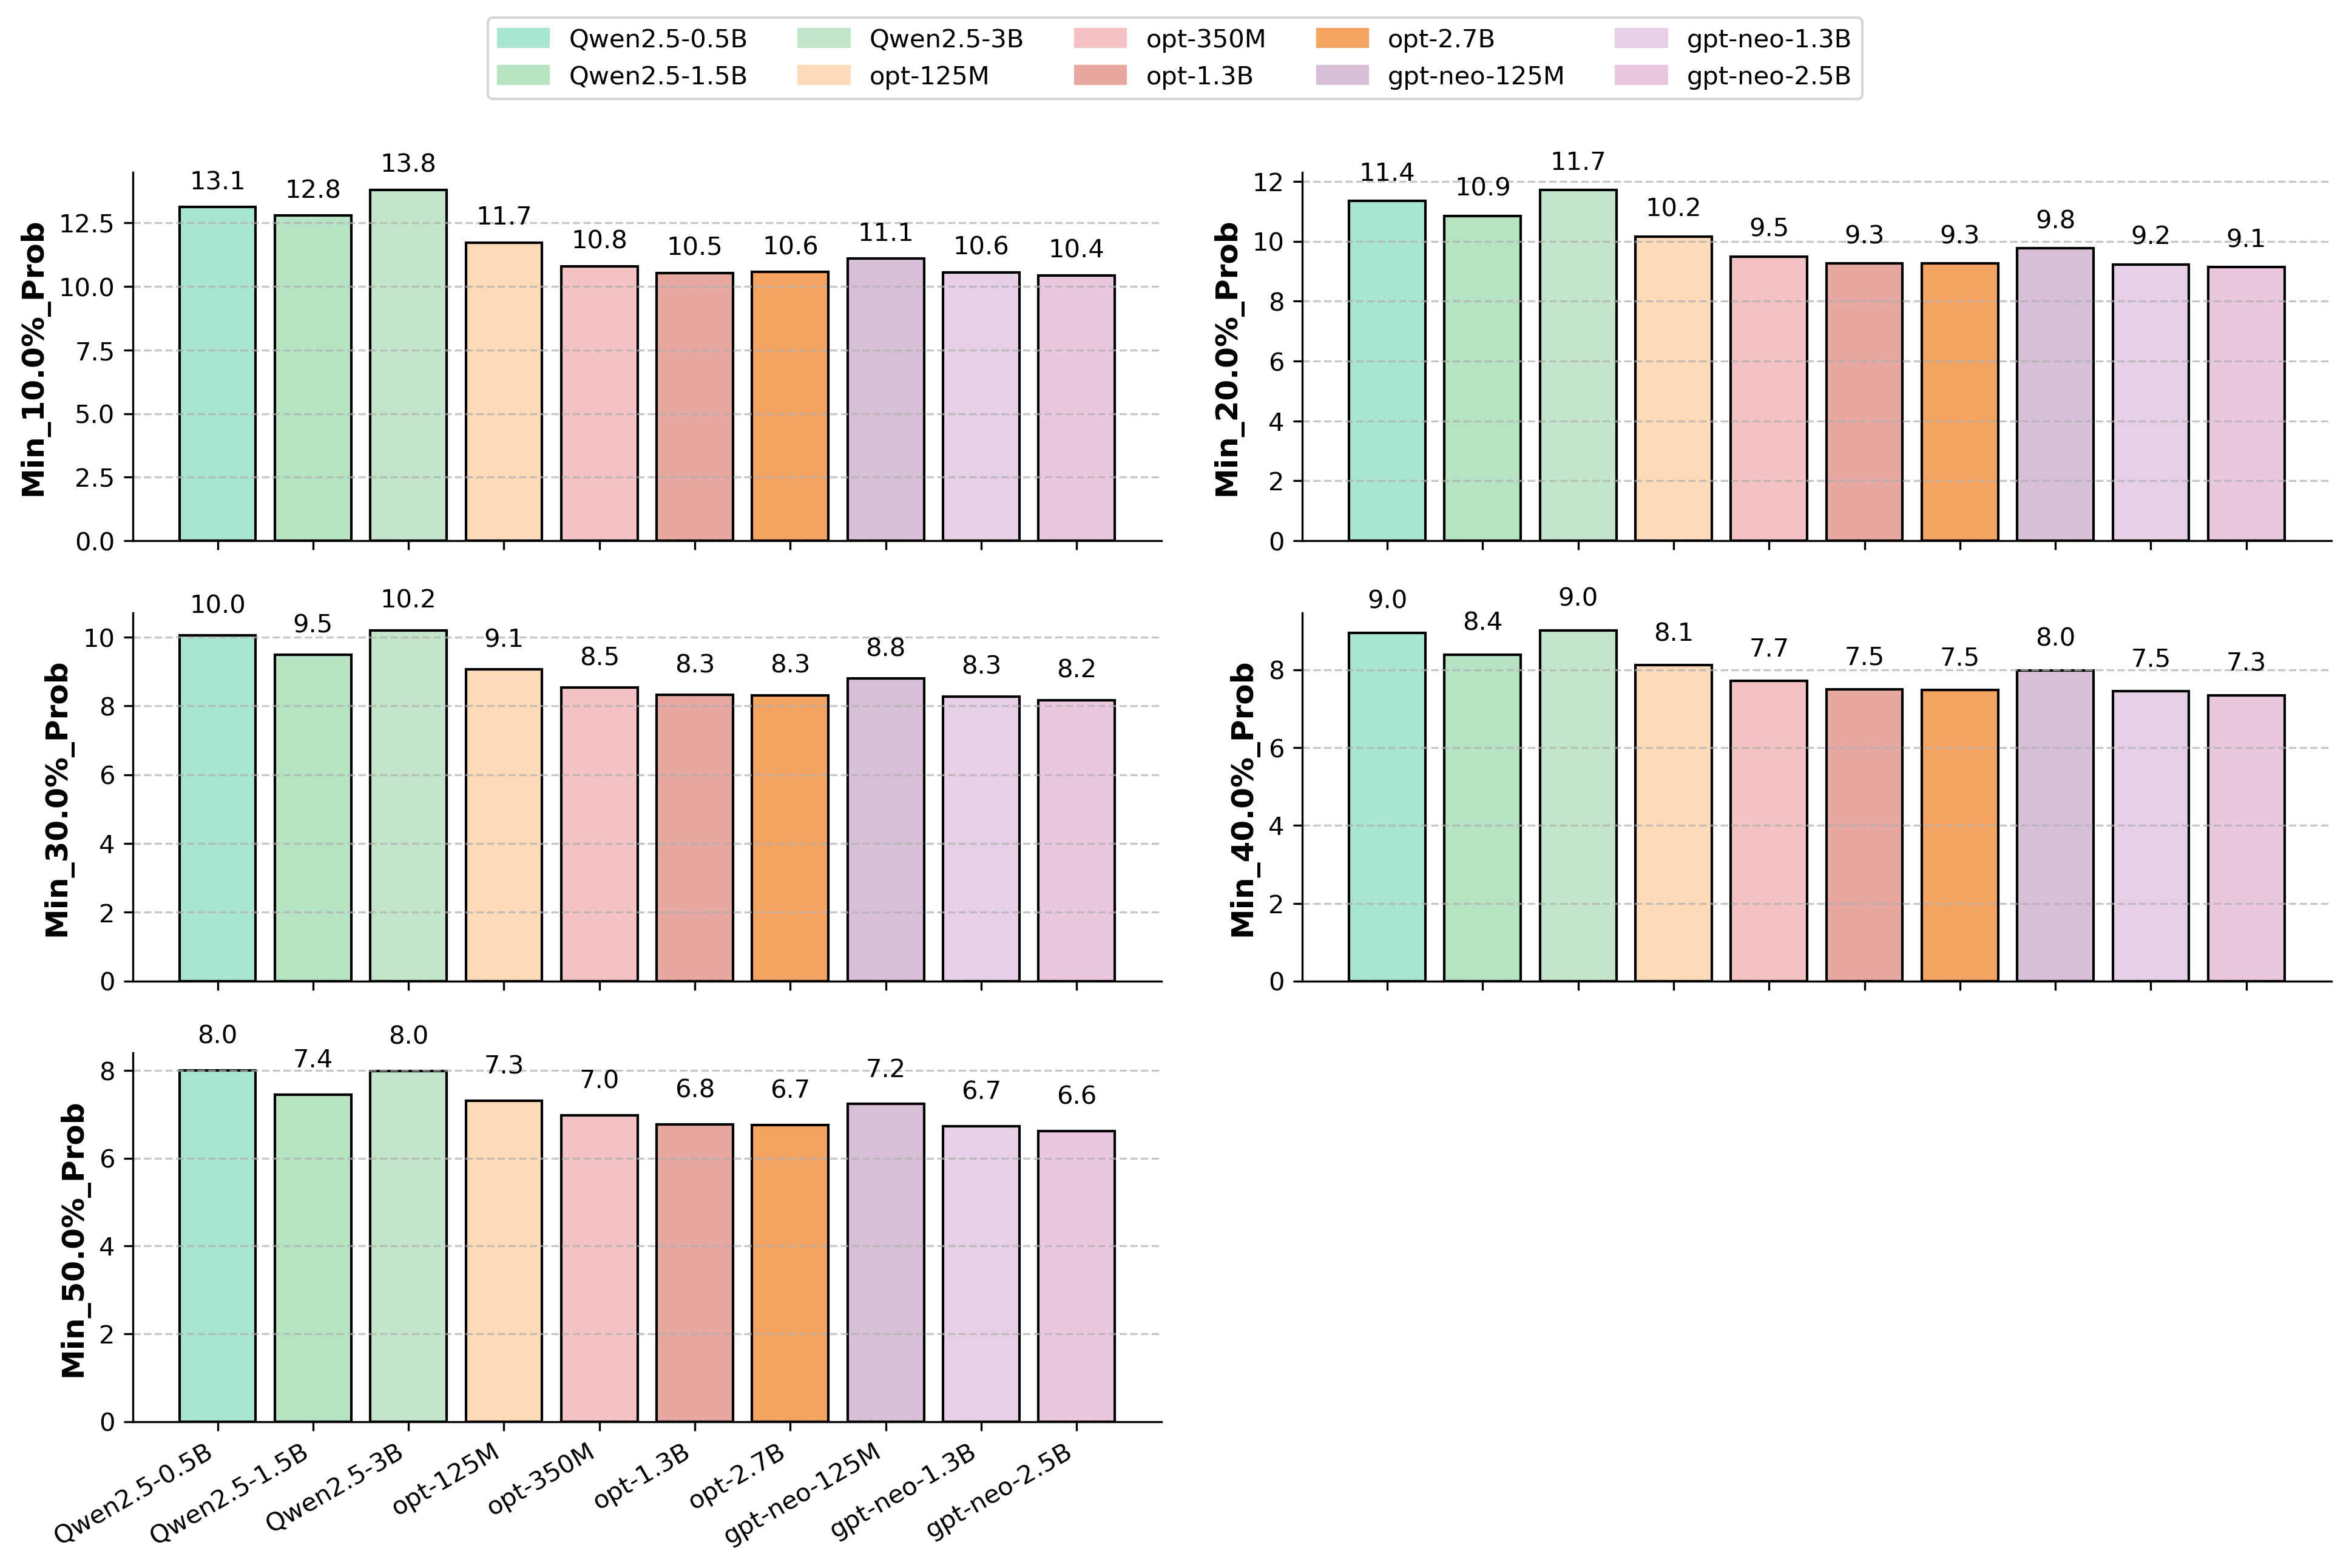 Qwen2.5-0.5B Qwen2.5-3B opt-350M opt-2.7B gpt-neo-1.3B
Qwen2.5-1.5B opt-125M opt-1.3B gpt-neo-125M gpt-neo-2.5B
Min_10.0%_Prob
12.5
10.0
7.5
5.0
2.5
0.0
13.1 12.8 13.8 11.7 10.8 10.5 10.6 11.1 10.6 10.4
Min_20.0%_Prob
12
10
8
6
4
2
0
11.4 10.9 11.7 10.2 9.5 9.3 9.3 9.8 9.2 9.1
Min_30.0%_Prob
10
8
6
4
2
0
10.0 9.5 10.2 9.1 8.5 8.3 8.3 8.8 8.3 8.2
Min_40.0%_Prob
8
6
4
2
0
9.0 8.4 9.0 8.1 7.7 7.5 7.5 8.0 7.5 7.3
Min_50.0%_Prob
8
6
4
2
0
8.0 7.4 8.0 7.3 7.0 6.8 6.7 7.2 6.7 6.6
Qwen2.5-0.5B Qwen2.5-1.5B Qwen2.5-3B opt-125M opt-350M opt-1.3B opt-2.7B gpt-neo-125M gpt-neo-1.3B gpt-neo-2.5B